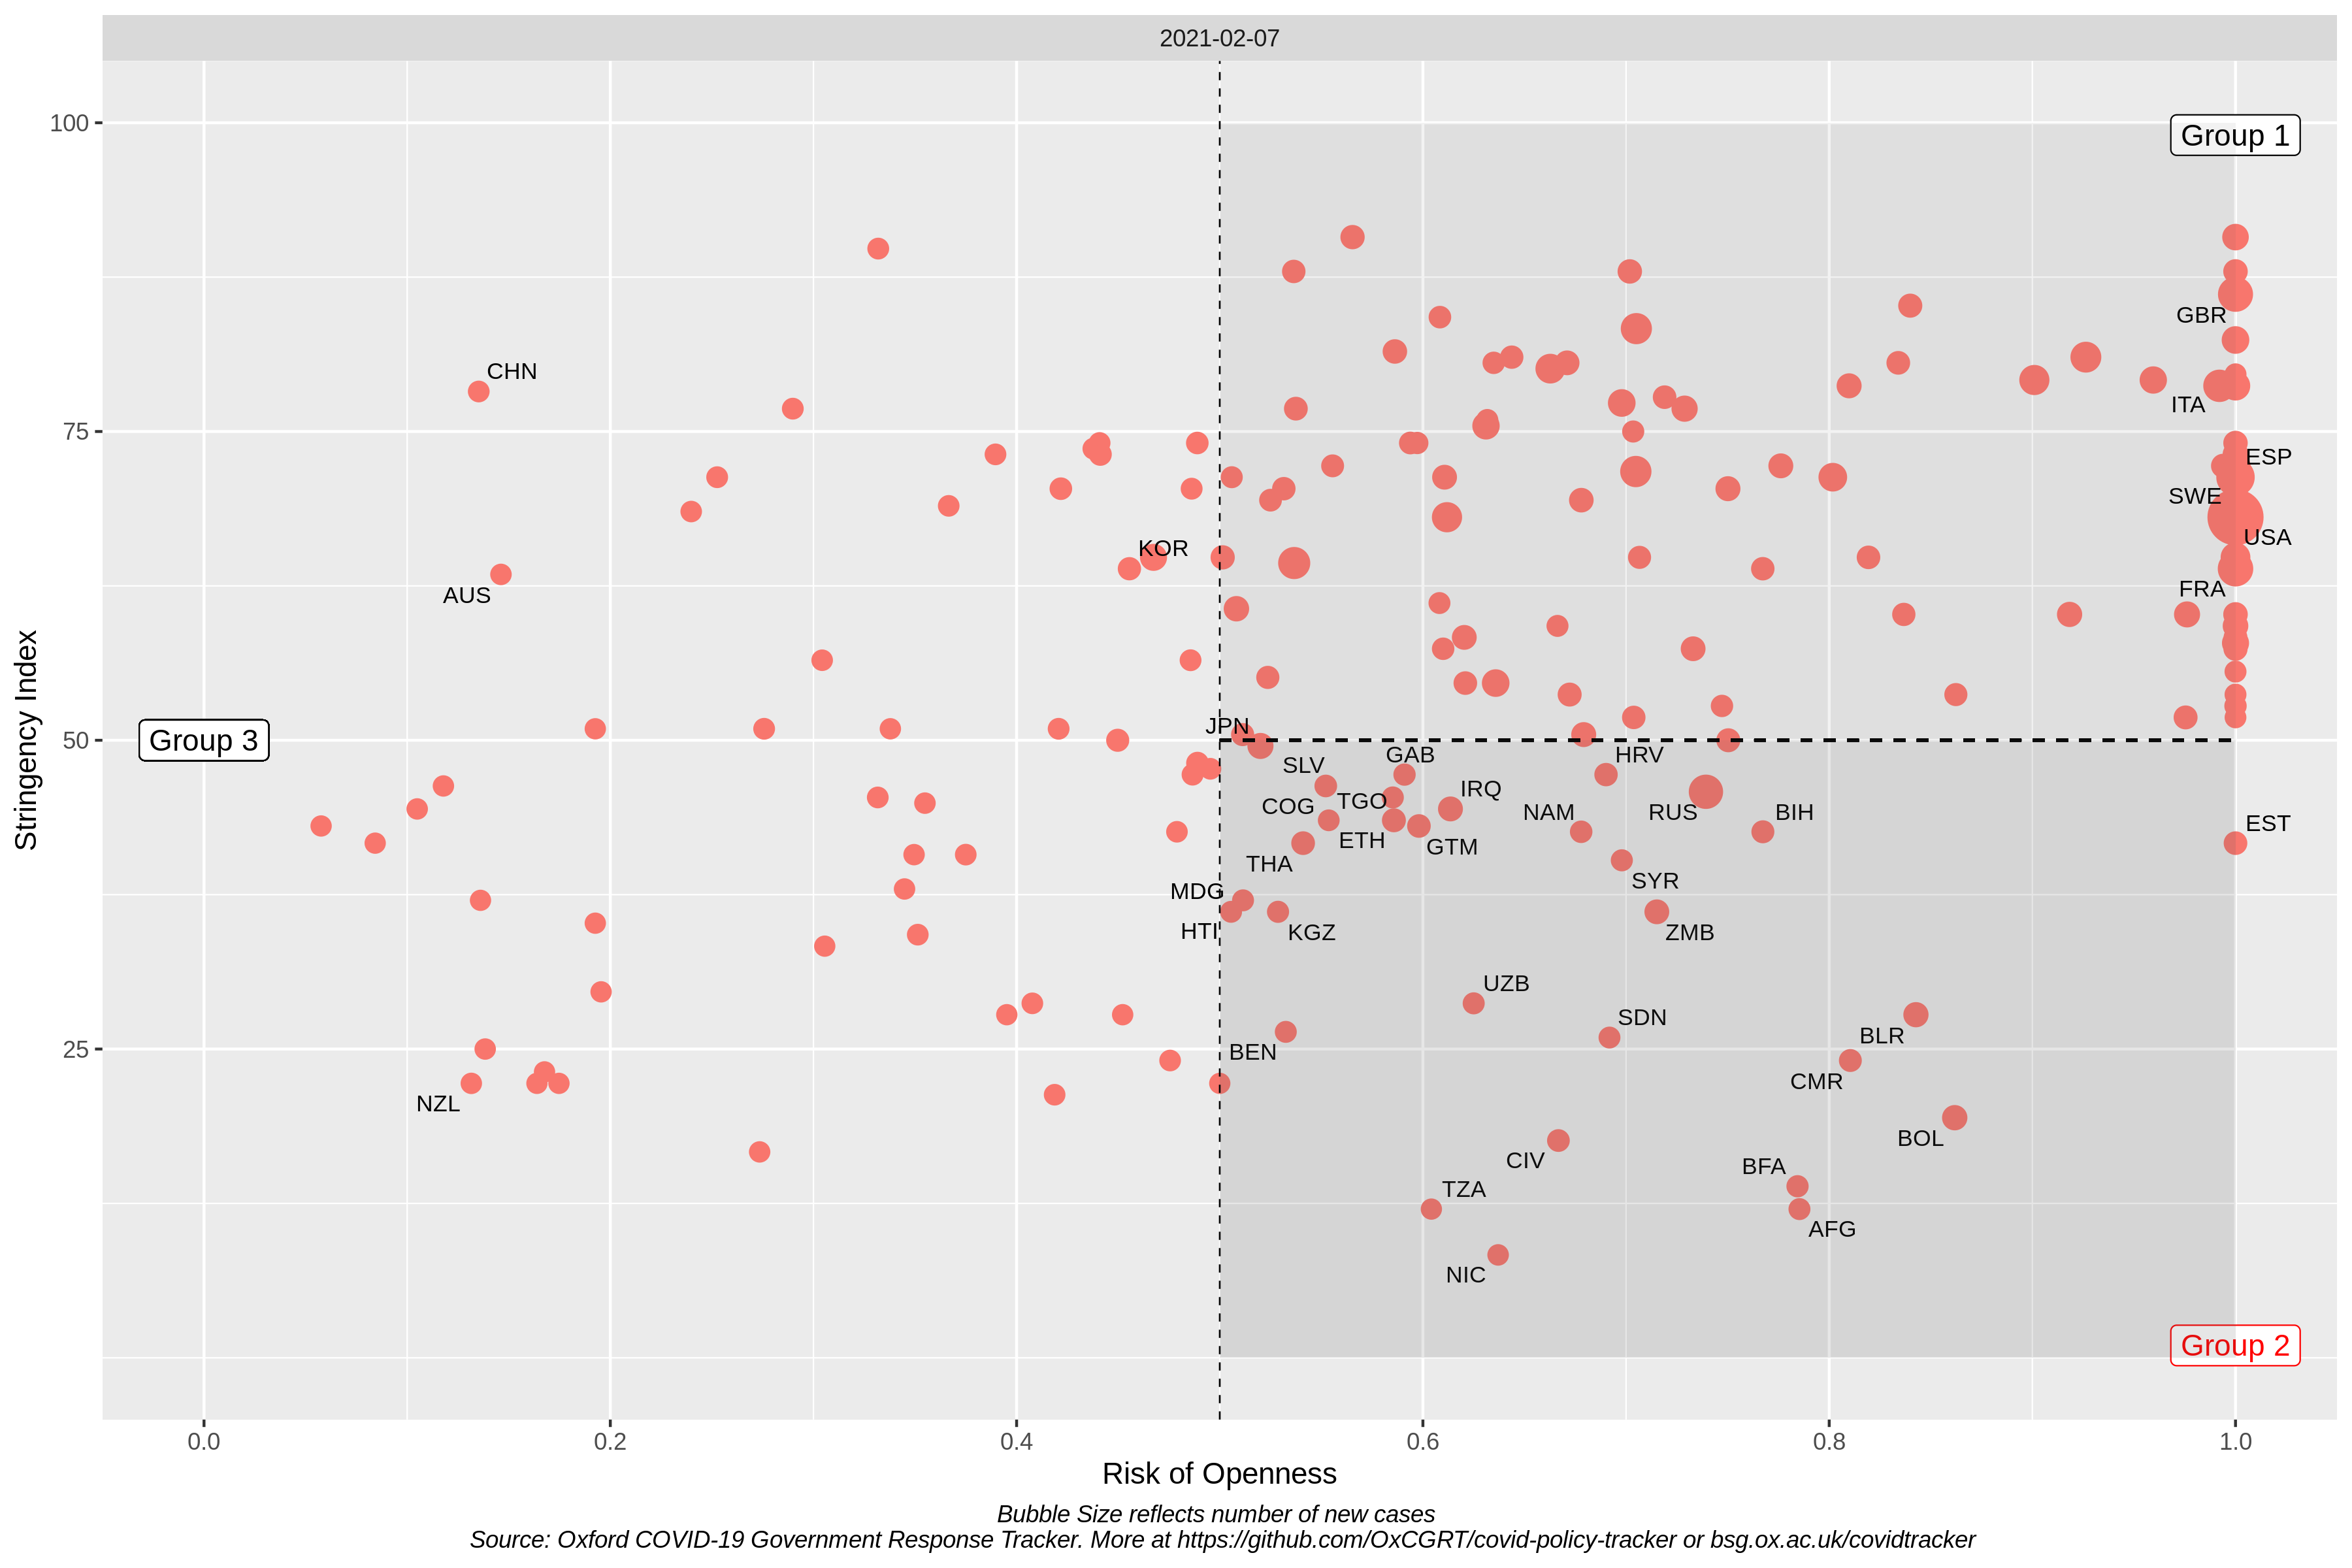 2021-02-07
100
Group 1
GBR
CHN
ITA
75
ESP
SWE
USA
KOR
AUS
FRA
Stringency Index
JPN
50
Group 3
GAB
HRV
SLV
IRQ
TGO
COG
NAM
RUS
BIH
EST
ETH
GTM
THA
SYR
MDG
HTI
KGZ
ZMB
UZB
SDN
BLR
25
BEN
CMR
NZL
BOL
CIV
BFA
TZA
AFG
NIC
Group 2
0.0 0.2 0.4 0.6 0.8 1.0
Risk of Openness
Bubble Size reflects number of new cases
Source: Oxford COVID-19 Government Response Tracker. More at https://github.com/OxCGRT/covid-policy-tracker or bsg.ox.ac.uk/covidtracker